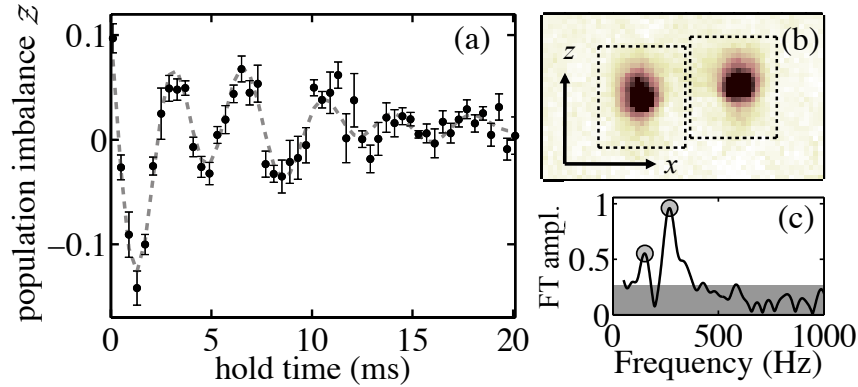 population imbalance 𝒵
0.1
0
−0.1
(a)
0
5
10
15
20
hold time (ms)
(b)
z
x
FT ampl.
1
0.5
0
(c)
0
500
1000
Frequency (Hz)